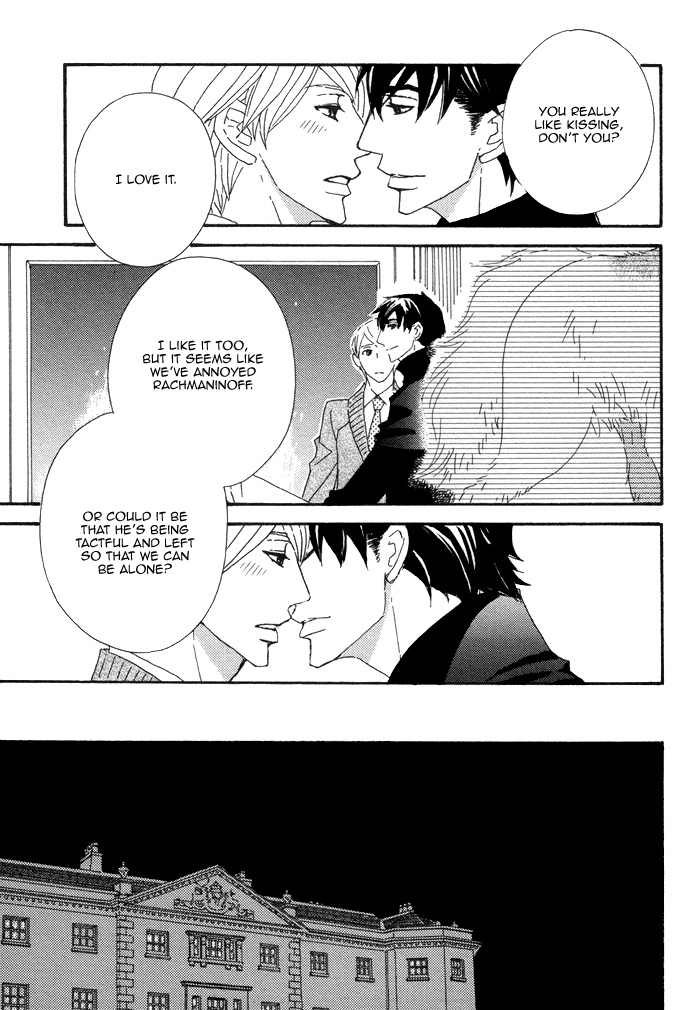 YOU REALLY
LIKE KISSING,
DON'T YOU?
I LOVE IT.
I LIKE IT TOO,
BUT IT SEEMS LIKE
WE'VE ANNOYED
RACHMANINOFF.
OR COULD IT BE
THAT HE'S BEING
TACTFUL AND LEFT
SO THAT WE CAN
BE ALONE?